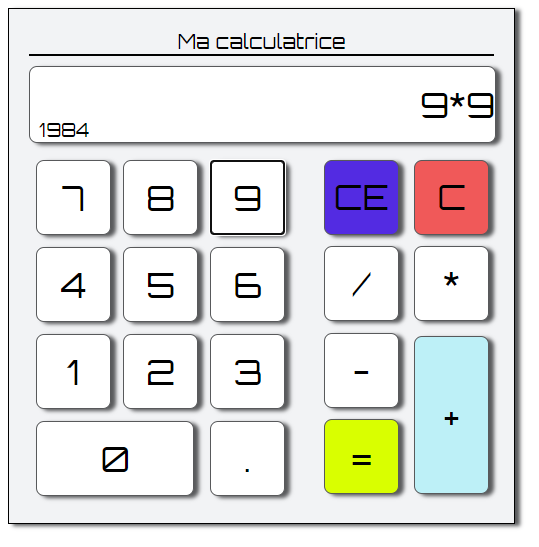 Ma calculatrice
9*9
1984
7 8 9 CE C
4 5 6 / *
1 2 3 - +
0 . =